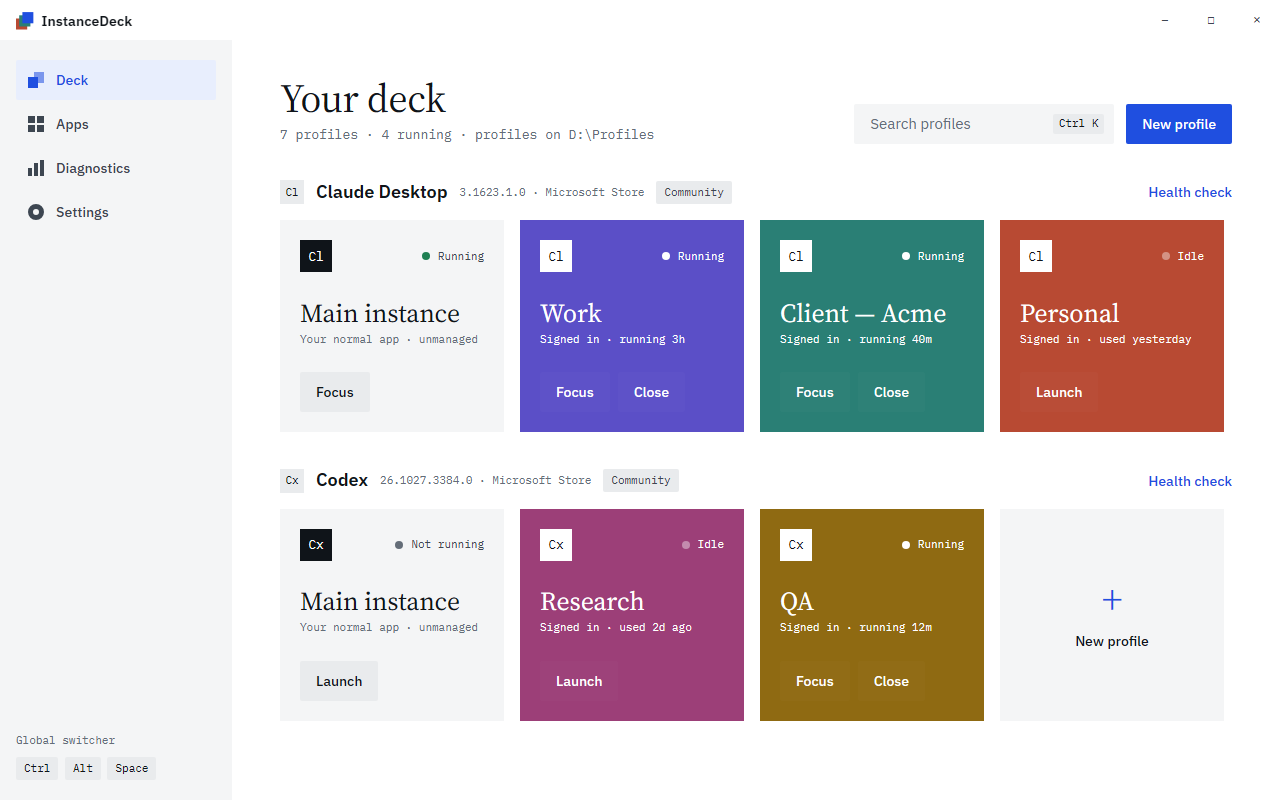 InstanceDeck
Deck
Apps
Diagnostics
Settings
Global switcher
Ctrl Alt Space
Your deck
7 profiles · 4 running · profiles on D:\Profiles
Search profiles Ctrl K
New profile
Cl Claude Desktop 3.1623.1.0 · Microsoft Store Community Health check
Cl Running
Main instance
Your normal app · unmanaged
Focus
Cl Running
Work
Signed in · running 3h
Focus Close
Cl Running
Client — Acme
Signed in · running 40m
Focus Close
Cl Idle
Personal
Signed in · used yesterday
Launch
Cx Codex 26.1027.3384.0 · Microsoft Store Community Health check
Cx Not running
Main instance
Your normal app · unmanaged
Launch
Cx Idle
Research
Signed in · used 2d ago
Launch
Cx Running
QA
Signed in · running 12m
Focus Close
New profile